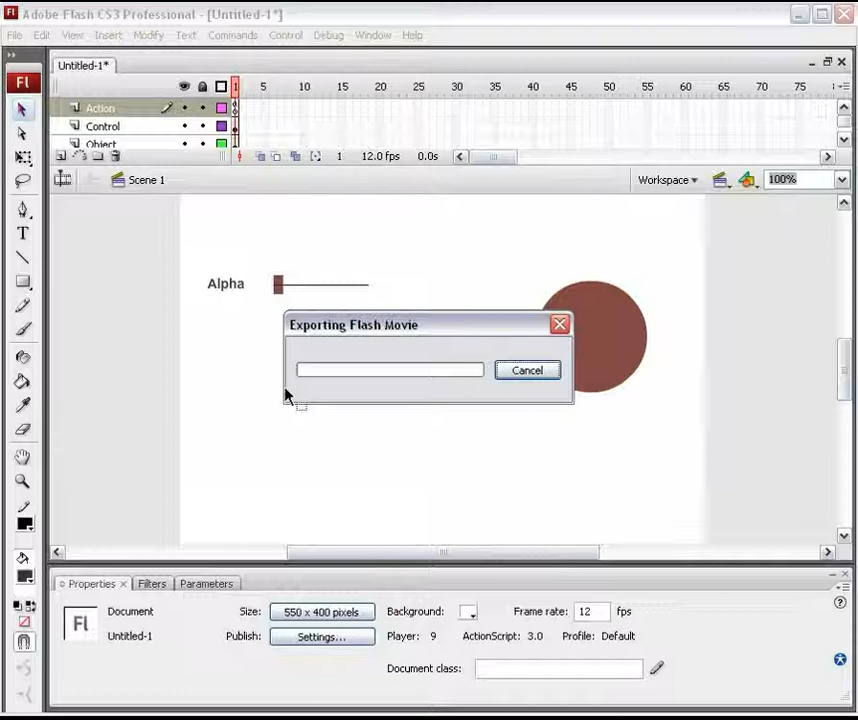 Adobe Flash CS3 Professional - [Untitled-1*]
File Edit View Insert Modify Text Commands Control Debug Window Help
Untitled-1*
Fl
1 5 10 15 20 25 30 35 40 45 50 55 60 65 70 75
Action
Control
Object
1 12.0 fps 0.0s
Scene 1 Workspace 100%
Alpha
Exporting Flash Movie
Cancel
Properties × Filters Parameters
Fl Document Size: 550 x 400 pixels Background: Frame rate: 12 fps
Untitled-1 Publish: Settings... Player: 9 ActionScript: 3.0 Profile: Default
Document class: